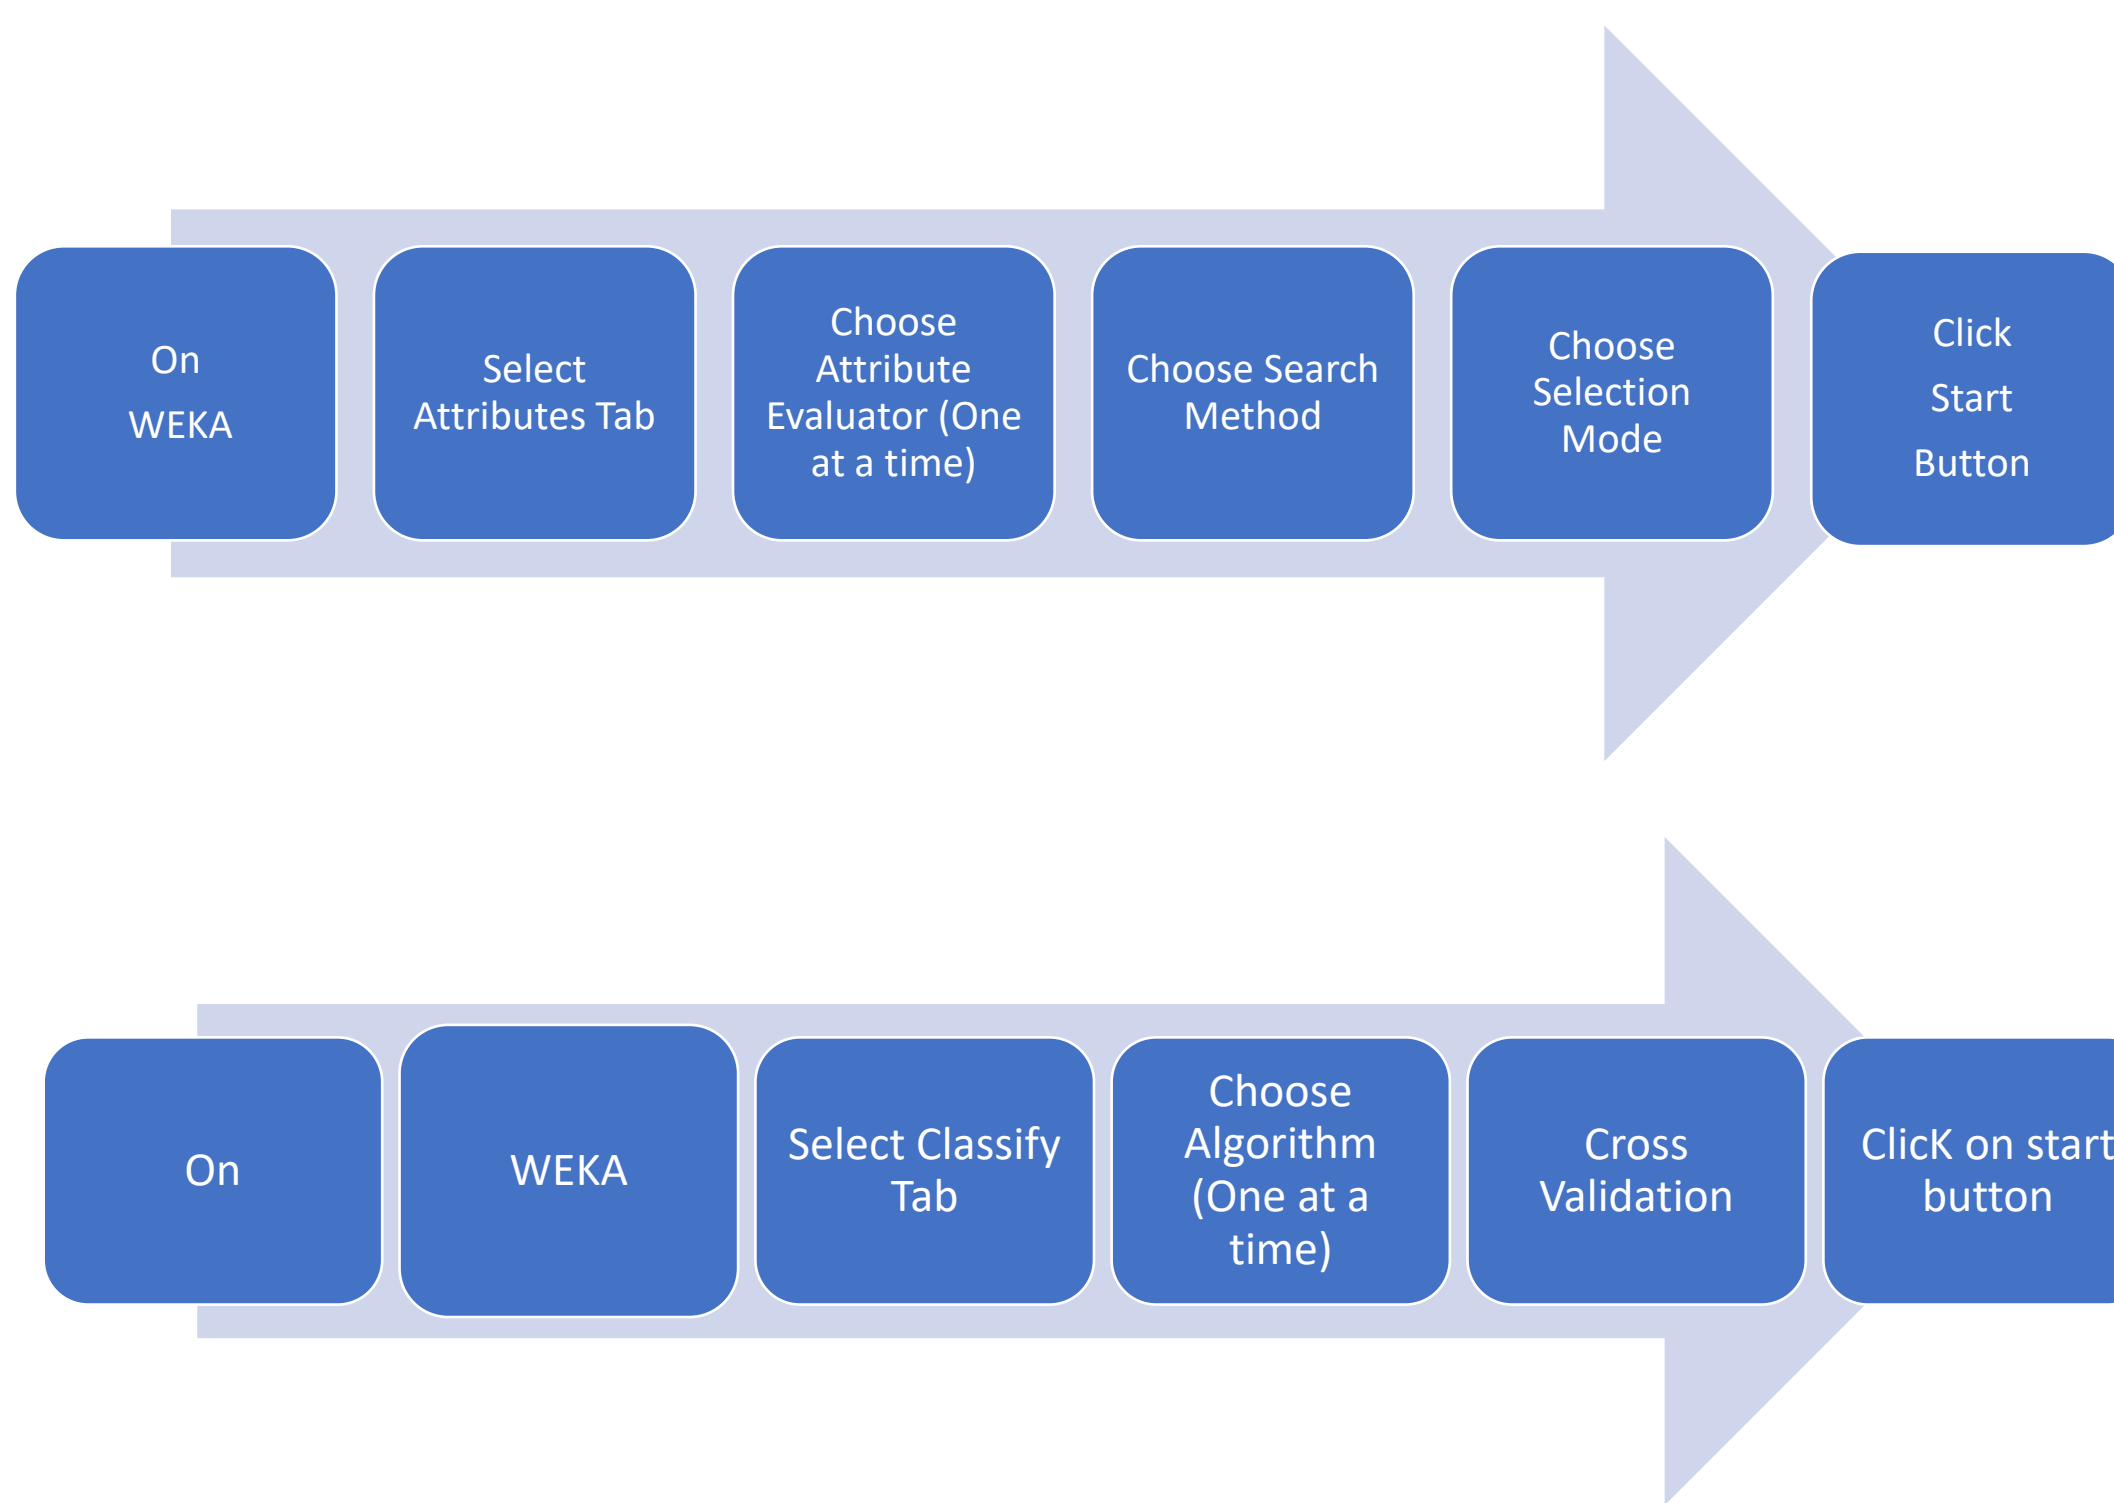 On
WEKA
Select
Attributes Tab
Choose
Attribute
Evaluator (One
at a time)
Choose Search
Method
Choose
Selection
Mode
Click
Start
Button
On
WEKA
Select Classify
Tab
Choose
Algorithm
(One at a
time)
Cross
Validation
ClicK on start
button